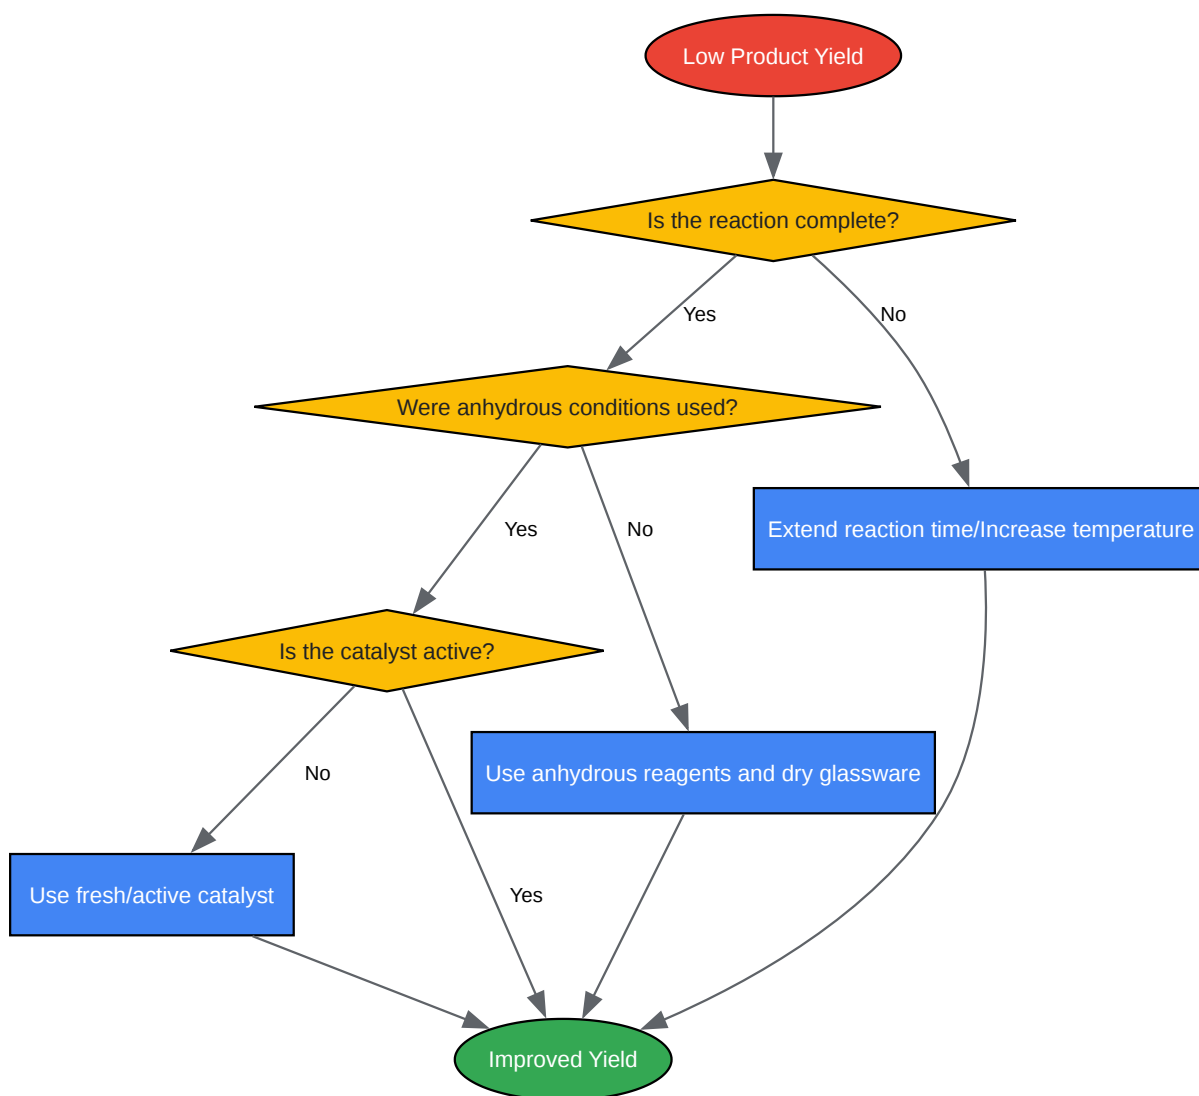 Low Product Yield
Is the reaction complete?
Yes
No
Were anhydrous conditions used?
Yes
No
Extend reaction time/Increase temperature
Is the catalyst active?
No
Yes
Use anhydrous reagents and dry glassware
Use fresh/active catalyst
Improved Yield